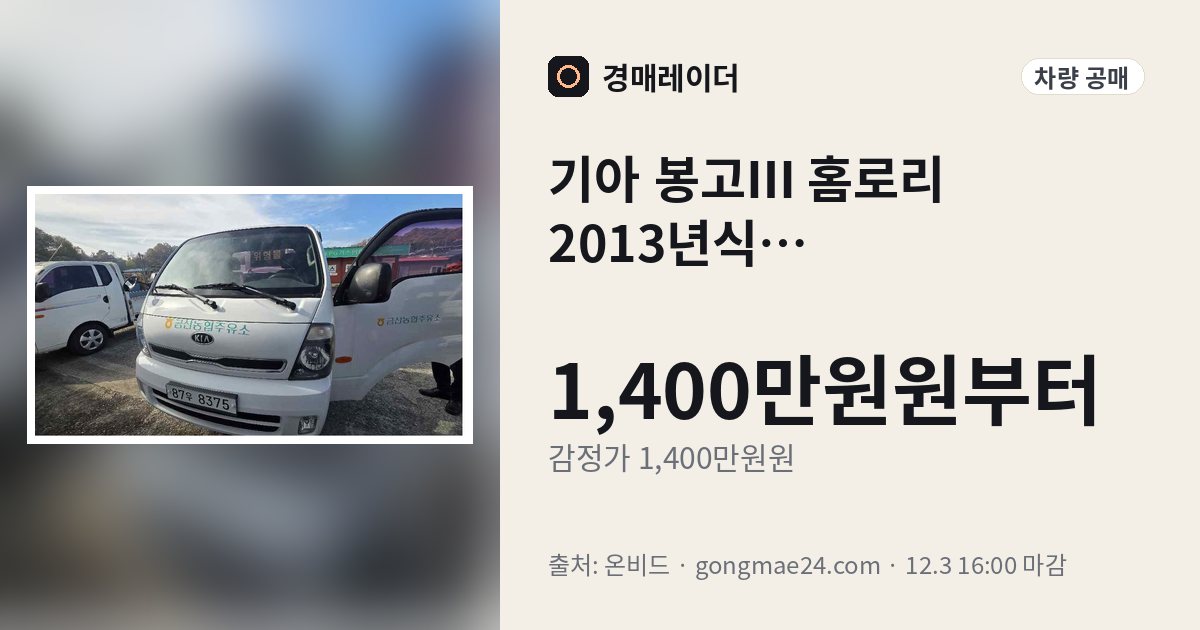 경매레이더
차량 공매
기아 봉고III 홈로리
2013년식…
1,400만원원부터
감정가 1,400만원원
출처: 온비드 · gongmae24.com · 12.3 16:00 마감
위험물
금산농협주유소
KIA
금산농협주유소
87우 8375